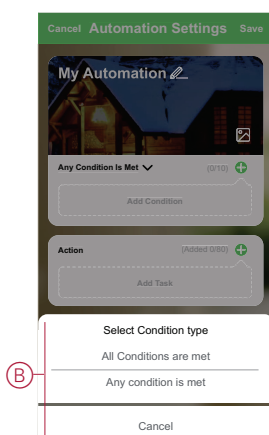 Cancel Automation Settings Save
My Automation
Any Condition Is Met (0/10)
Add Condition
Action (Added 0/80)
Add Task
Select Condition type
All Conditions are met
B
Any condition is met
Cancel